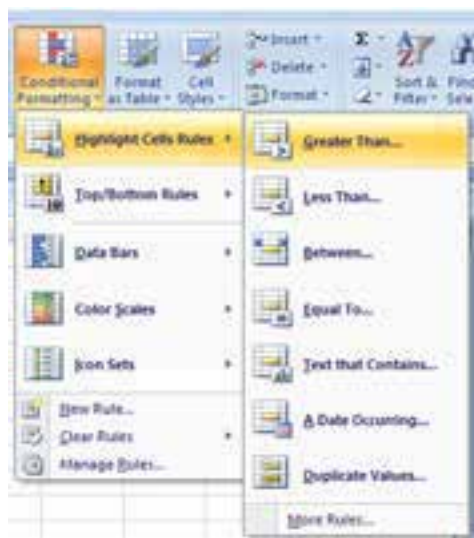 Conditional Formatting
Format as Table
Cell Styles
Insert
Delete
Format
Σ
Sort & Filter
Highlight Cells Rules
Top/Bottom Rules
Data Bars
Color Scales
Icon Sets
New Rule...
Clear Rules
Manage Rules...
Greater Than...
Less Than...
Between...
Equal To...
Text that Contains...
A Date Occurring...
Duplicate Values...
More Rules...